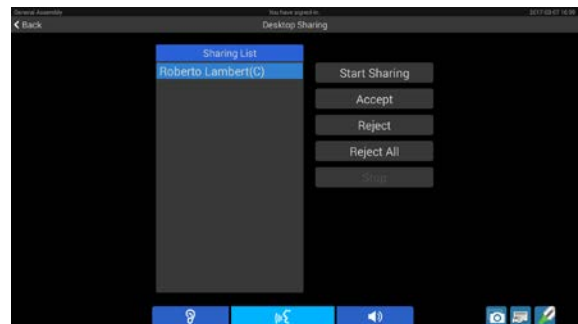 General Assembly
You have signed in.
2017-03-07 16:99
Back
Desktop Sharing
Sharing List
Roberto Lambert(C)
Start Sharing
Accept
Reject
Reject All
Stop